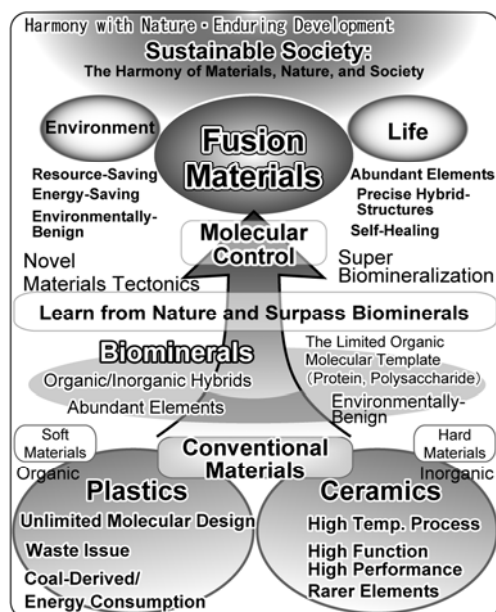 Harmony with Nature・Enduring Development
Sustainable Society:
The Harmony of Materials, Nature, and Society
Environment
Fusion
Materials
Life
Resource-Saving
Energy-Saving
Environmentally-
Benign
Abundant Elements
Precise Hybrid-
Structures
Self-Healing
Molecular
Control
Novel
Materials Tectonics
Super
Biomineralization
Learn from Nature and Surpass Biominerals
Biominerals
Organic/Inorganic Hybrids
Abundant Elements
The Limited Organic
Molecular Template
(Protein, Polysaccharide)
Environmentally-
Benign
Soft
Materials
Organic
Conventional
Materials
Hard
Materials
Inorganic
Plastics
Unlimited Molecular Design
Waste Issue
Coal-Derived/
Energy Consumption
Ceramics
High Temp. Process
High Function
High Performance
Rarer Elements